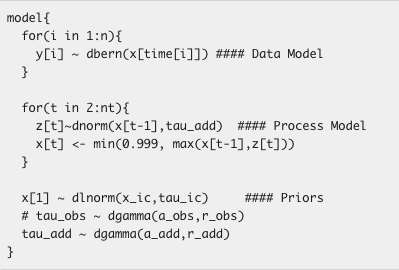 model{
  for(i in 1:n){
    y[i] ~ dbern(x[time[i]]) #### Data Model
  }

  for(t in 2:nt){
    z[t]~dnorm(x[t-1],tau_add)  #### Process Model
    x[t] <- min(0.999, max(x[t-1],z[t]))
  }

  x[1] ~ dlnorm(x_ic,tau_ic)     #### Priors
  # tau_obs ~ dgamma(a_obs,r_obs)
  tau_add ~ dgamma(a_add,r_add)
}